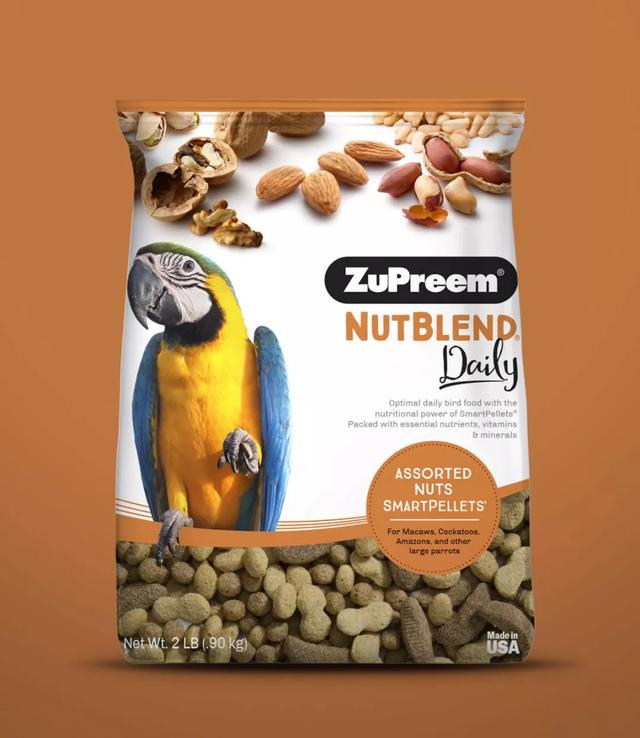 ZuPreem®
NUTBLEND®
Daily
Optimal daily bird food with the
nutritional power of SmartPellets®
Packed with essential nutrients, vitamins
& minerals
ASSORTED
NUTS
SMARTPELLETS®
For Macaws, Cockatoos,
Amazons, and other
large parrots
Net Wt. 2 LB (.90 kg)
Made in
USA